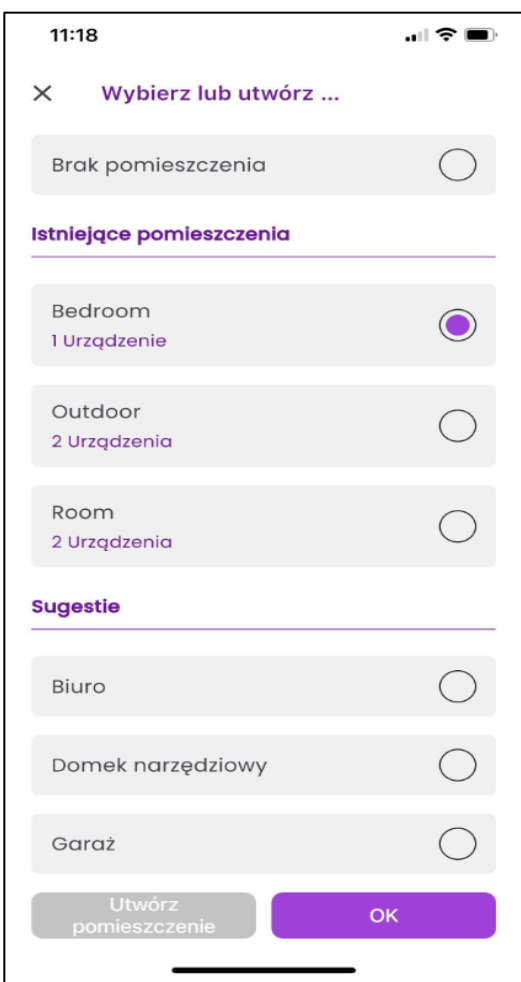 11:18
Wybierz lub utwórz ...
Brak pomieszczenia
Istniejące pomieszczenia
Bedroom
1 Urządzenie
Outdoor
2 Urządzenia
Room
2 Urządzenia
Sugestie
Biuro
Domek narzędziowy
Garaż
Utwórz
pomieszczenie
OK